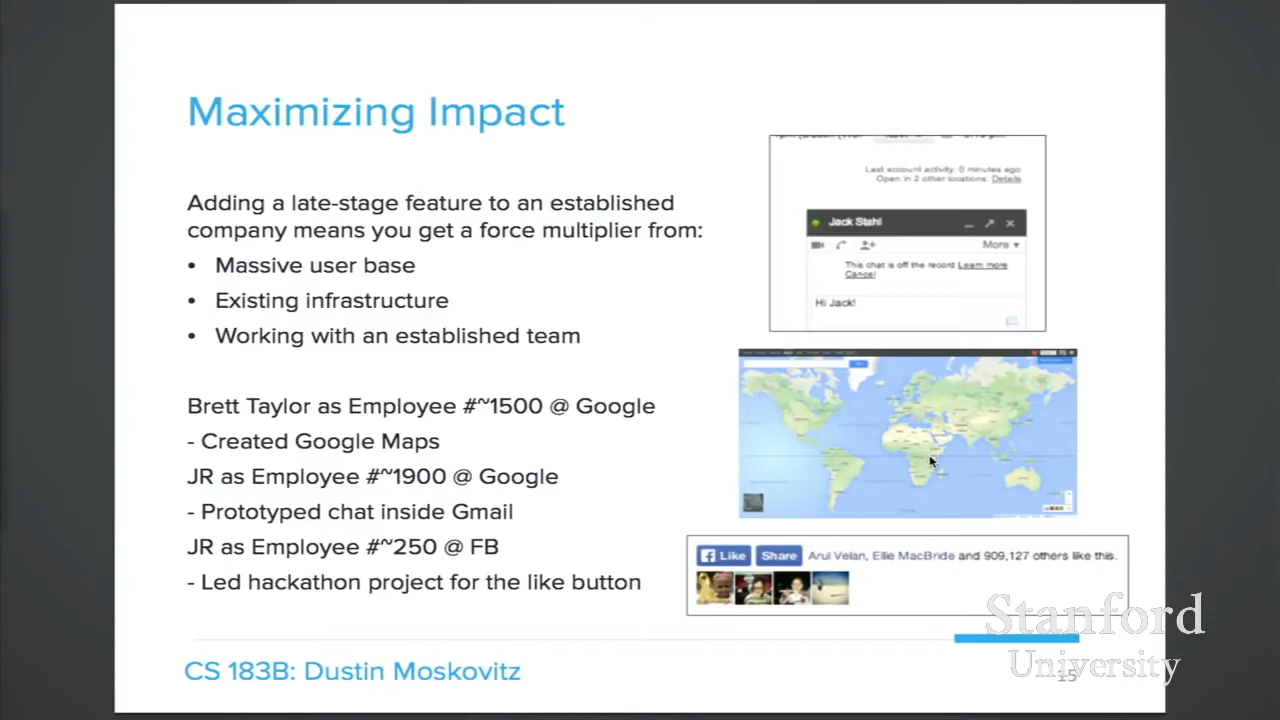 Maximizing Impact
Adding a late-stage feature to an established
company means you get a force multiplier from:
• Massive user base
• Existing infrastructure
• Working with an established team
Brett Taylor as Employee #~1500 @ Google
- Created Google Maps
JR as Employee #~1900 @ Google
- Prototyped chat inside Gmail
JR as Employee #~250 @ FB
- Led hackathon project for the like button
Last account activity: 0 minutes ago
Open in 2 other locations. Details
Jack Stahl
More
This chat is off the record Learn more
Cancel
Hi Jack!
Like Share Arul Velan, Ellie MacBride and 909,127 others like this.
CS 183B: Dustin Moskovitz
15
Stanford
University